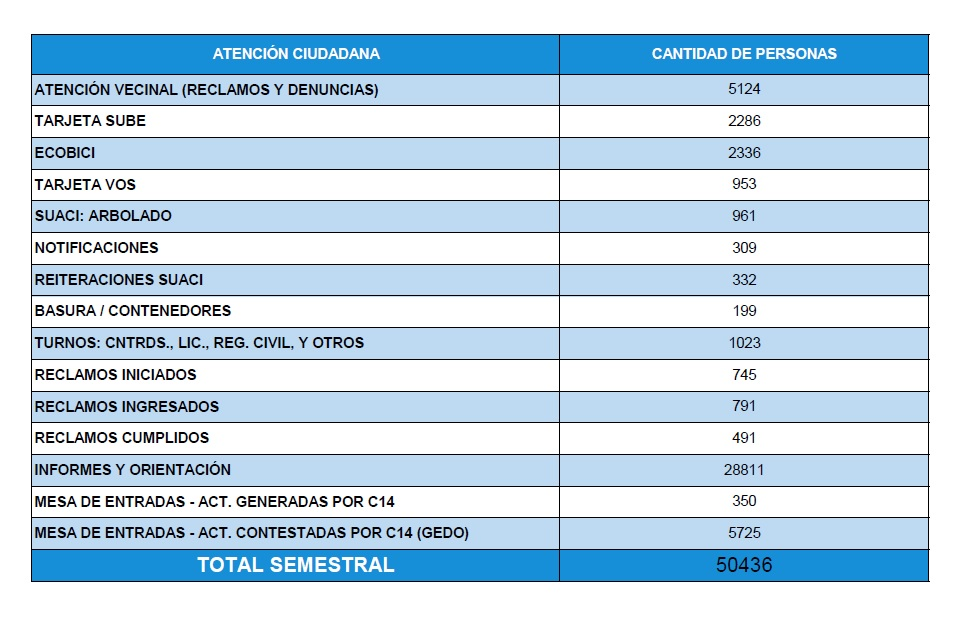 ATENCIÓN CIUDADANA CANTIDAD DE PERSONAS
ATENCIÓN VECINAL (RECLAMOS Y DENUNCIAS) 5124
TARJETA SUBE 2286
ECOBICI 2336
TARJETA VOS 953
SUACI: ARBOLADO 961
NOTIFICACIONES 309
REITERACIONES SUACI 332
BASURA / CONTENEDORES 199
TURNOS: CNTRDS., LIC., REG. CIVIL, Y OTROS 1023
RECLAMOS INICIADOS 745
RECLAMOS INGRESADOS 791
RECLAMOS CUMPLIDOS 491
INFORMES Y ORIENTACIÓN 28811
MESA DE ENTRADAS - ACT. GENERADAS POR C14 350
MESA DE ENTRADAS - ACT. CONTESTADAS POR C14 (GEDO) 5725
TOTAL SEMESTRAL 50436